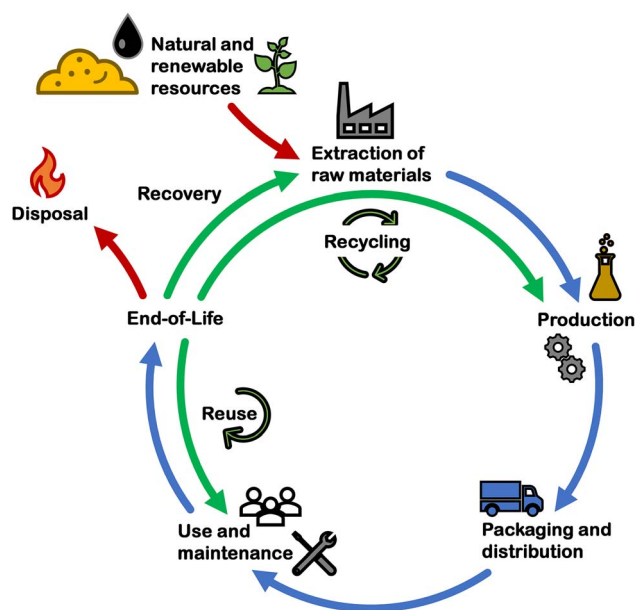 Natural and
renewable
resources
Extraction of
raw materials
Recovery
Disposal
Recycling
End-of-Life
Production
Reuse
Use and
maintenance
Packaging and
distribution